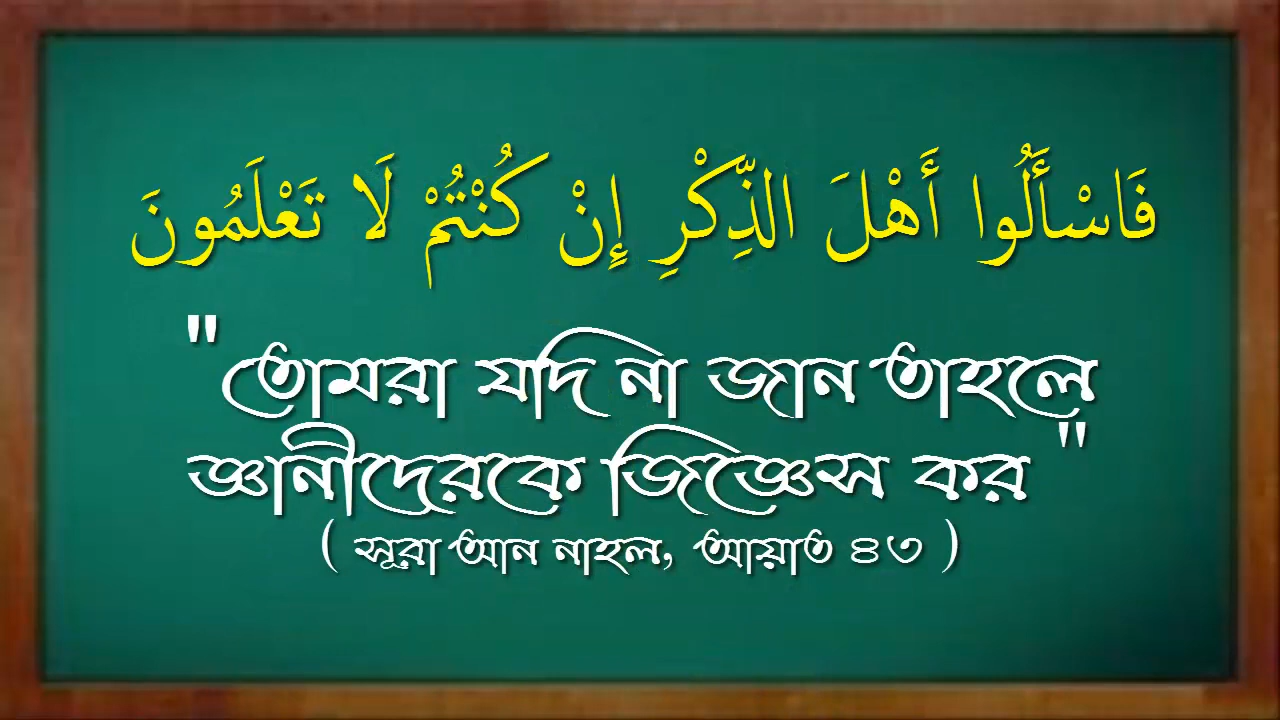 فَاسْأَلُوا أَهْلَ الذِّكْرِ إِنْ كُنْتُمْ لَا تَعْلَمُونَ
"তোমরা যদি না জান তাহলে
জ্ঞানীদেরকে জিজ্ঞেস কর"
( সূরা আন নাহল, আয়াত ৪৩ )